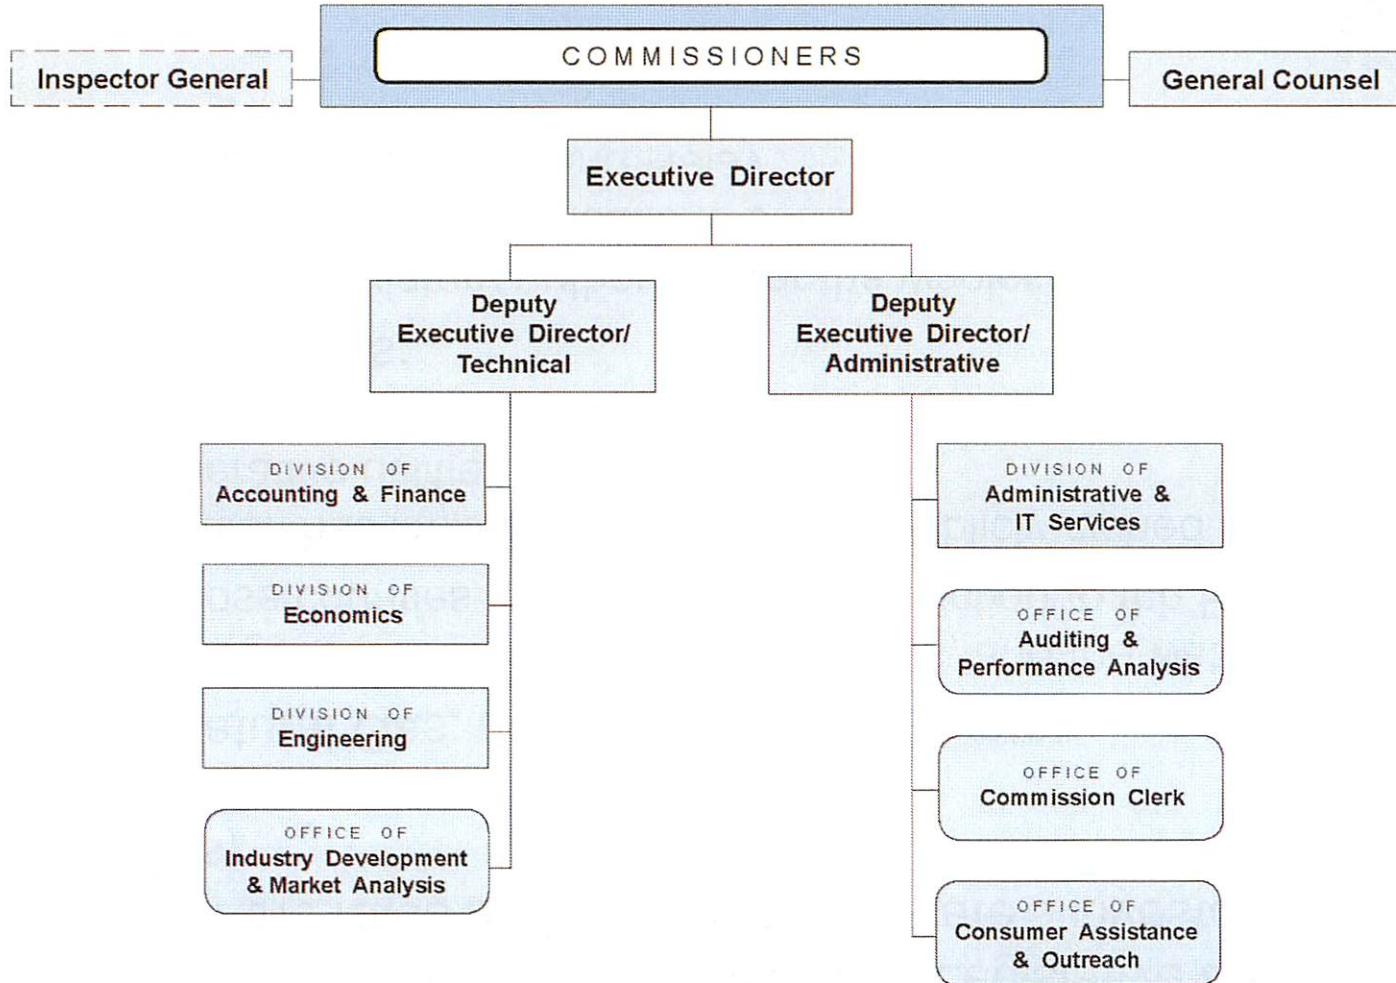 COMMISSIONERS
Inspector General
General Counsel
Executive Director
Deputy
Executive Director/
Technical
Deputy
Executive Director/
Administrative
DIVISION OF
Accounting & Finance
DIVISION OF
Economics
DIVISION OF
Engineering
OFFICE OF
Industry Development
& Market Analysis
DIVISION OF
Administrative &
IT Services
OFFICE OF
Auditing &
Performance Analysis
OFFICE OF
Commission Clerk
OFFICE OF
Consumer Assistance
& Outreach